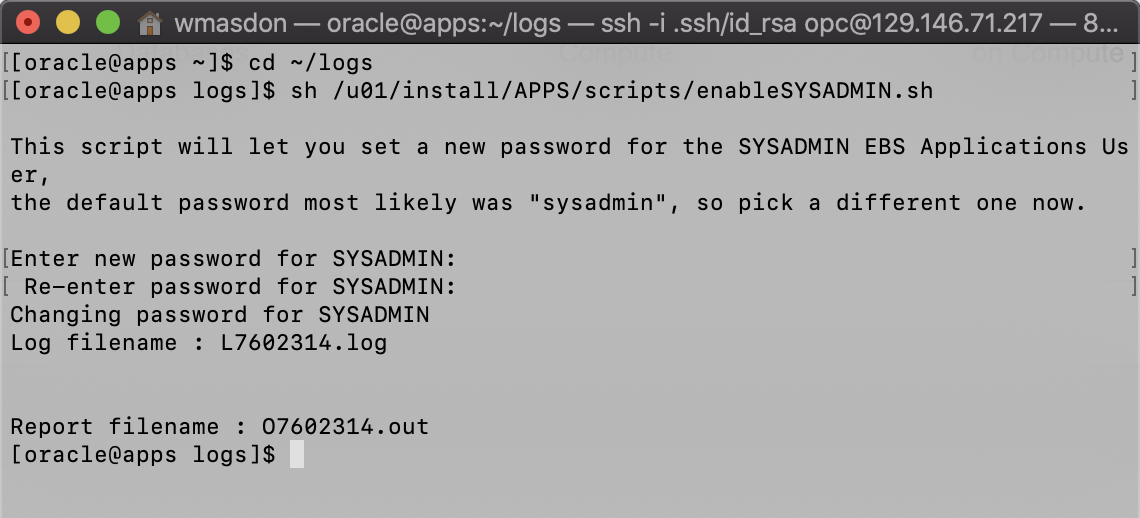 wmasdon — oracle@apps:~/logs — ssh -i .ssh/id_rsa opc@129.146.71.217 — 8...
[[oracle@apps ~]$ cd ~/logs ]
[[oracle@apps logs]$ sh /u01/install/APPS/scripts/enableSYSADMIN.sh ]
This script will let you set a new password for the SYSADMIN EBS Applications Us
er,
the default password most likely was "sysadmin", so pick a different one now.
[Enter new password for SYSADMIN: ]
[ Re-enter password for SYSADMIN: ]
Changing password for SYSADMIN
Log filename : L7602314.log
Report filename : O7602314.out
[oracle@apps logs]$